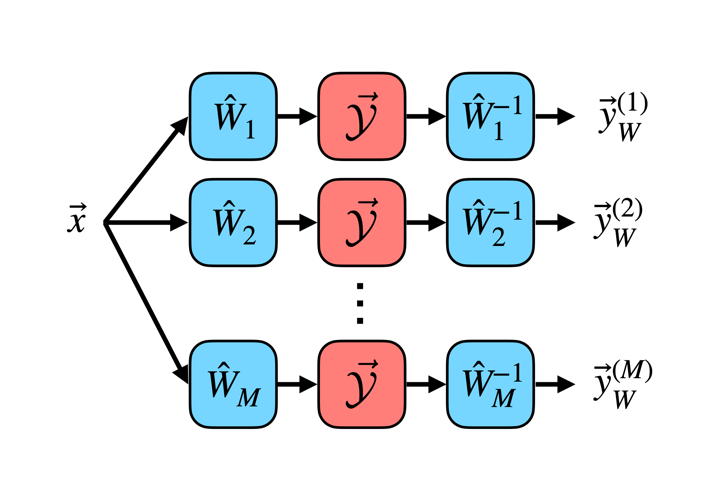 Ŵ₁ 𝒴⃗ Ŵ₁⁻¹ y⃗_W^(1)
x⃗ Ŵ₂ 𝒴⃗ Ŵ₂⁻¹ y⃗_W^(2)
⋮
Ŵ_M 𝒴⃗ Ŵ_M⁻¹ y⃗_W^(M)